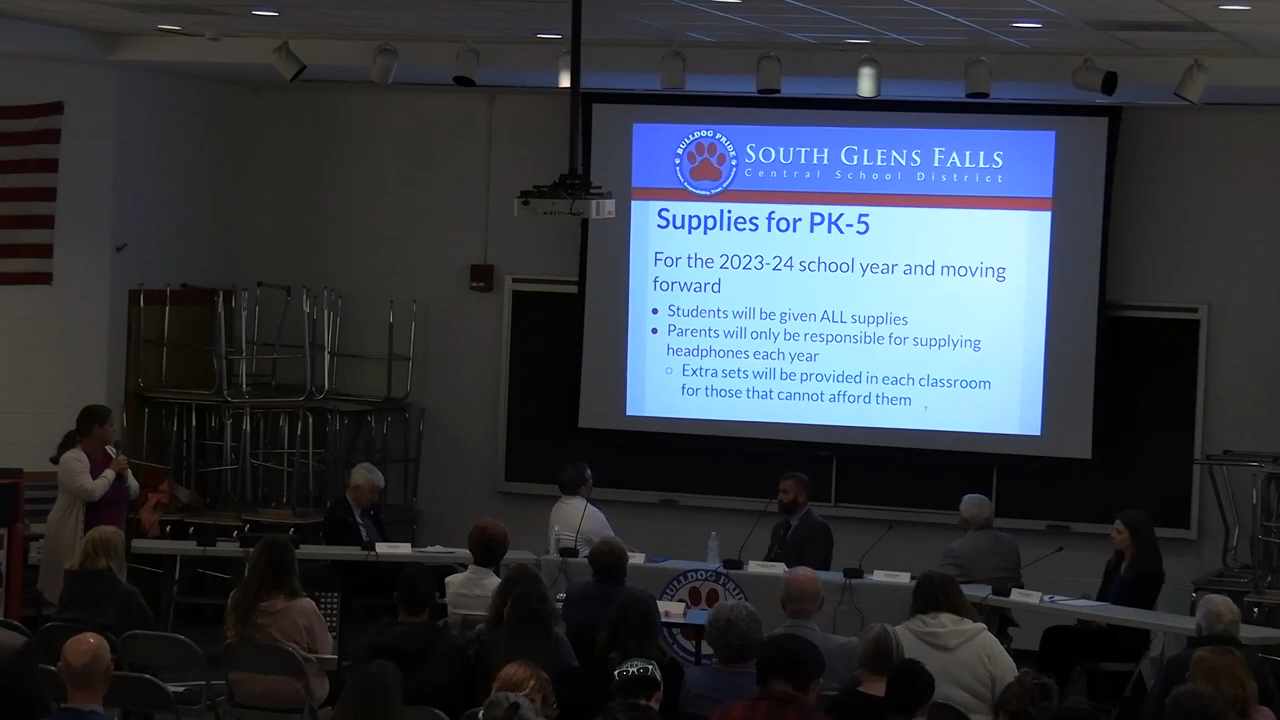 BULLDOG PRIDE
SOUTH GLENS FALLS
Central School District
Supplies for PK-5
For the 2023-24 school year and moving
forward
• Students will be given ALL supplies
• Parents will only be responsible for supplying
headphones each year
○ Extra sets will be provided in each classroom
for those that cannot afford them
7
BULLDOG PRIDE